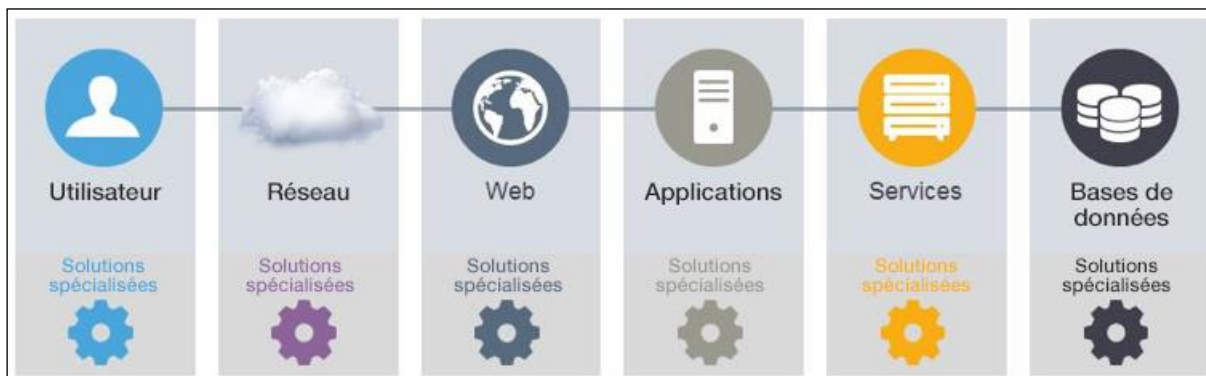 Utilisateur
Réseau
Web
Applications
Services
Bases de
données
Solutions
spécialisées
Solutions
spécialisées
Solutions
spécialisées
Solutions
spécialisées
Solutions
spécialisées
Solutions
spécialisées